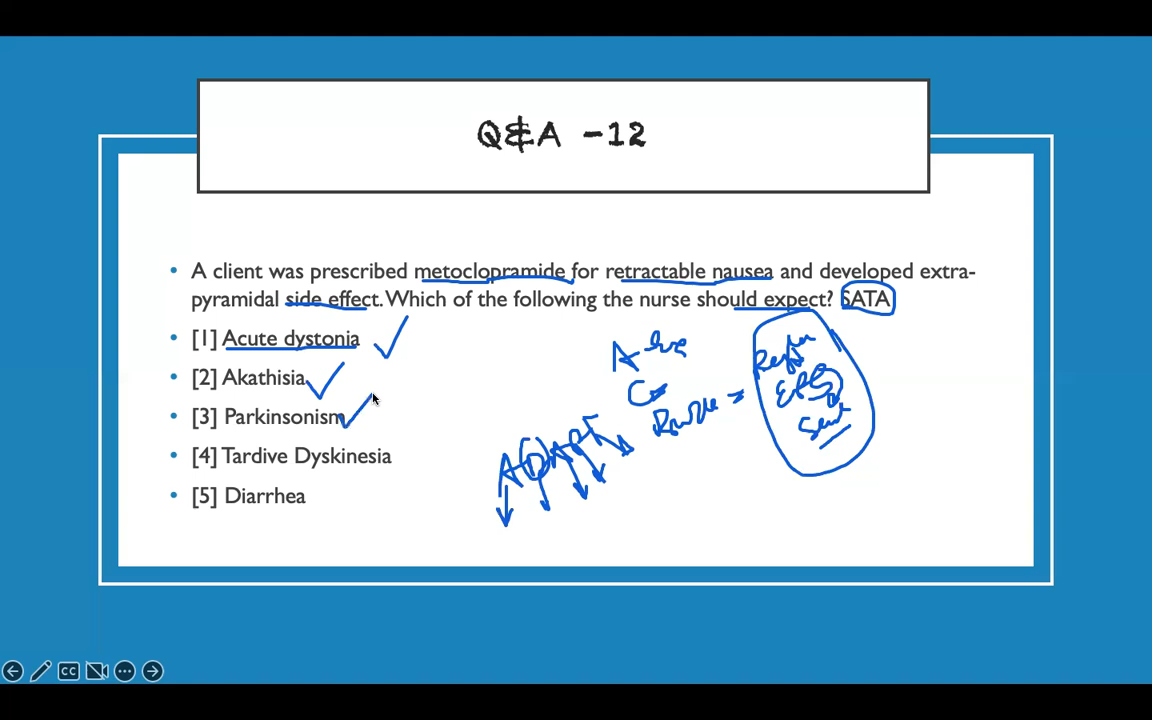 Q&A -12
• A client was prescribed metoclopramide for retractable nausea and developed extra-
pyramidal side effect. Which of the following the nurse should expect? SATA
• [1] Acute dystonia
• [2] Akathisia
• [3] Parkinsonism
• [4] Tardive Dyskinesia
• [5] Diarrhea
CC